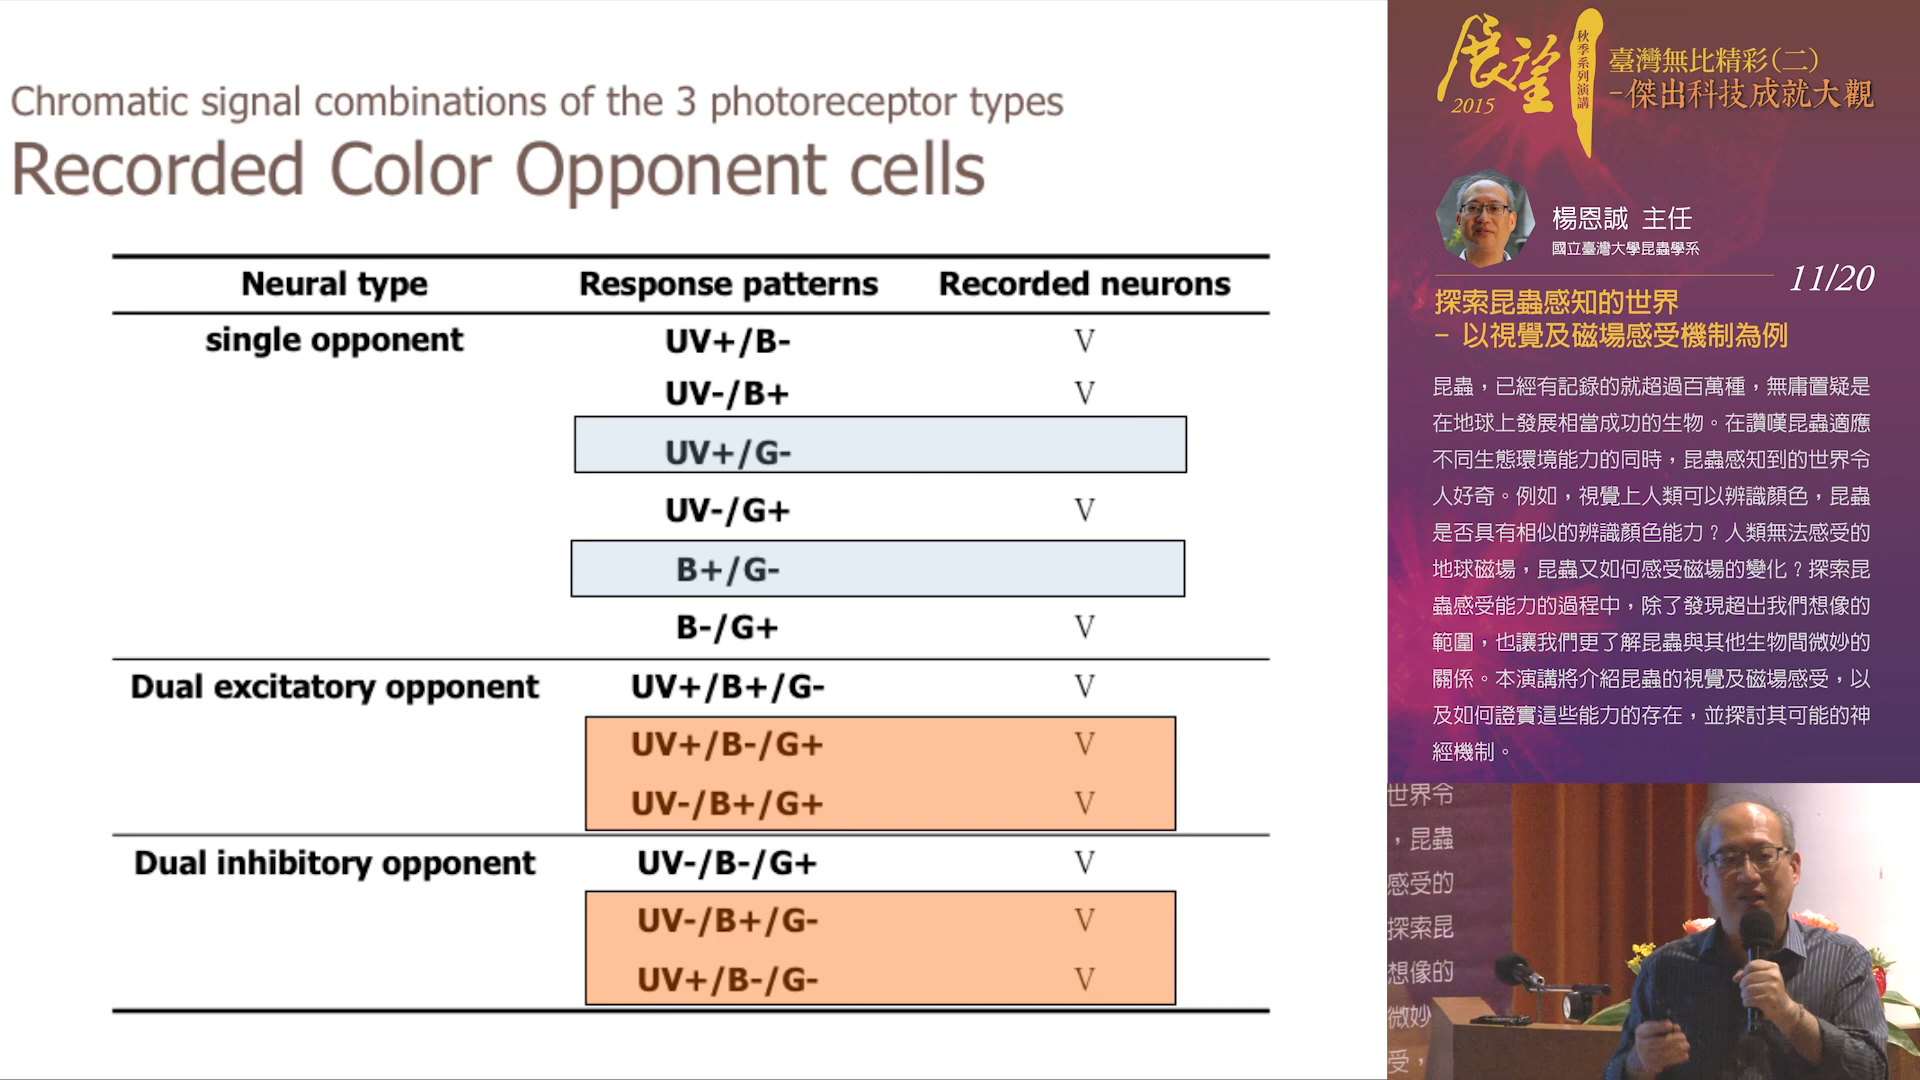 Chromatic signal combinations of the 3 photoreceptor types
Recorded Color Opponent cells
Neural type Response patterns Recorded neurons
single opponent UV+/B- V
UV-/B+ V
UV+/G-
UV-/G+ V
B+/G-
B-/G+ V
Dual excitatory opponent UV+/B+/G- V
UV+/B-/G+ V
UV-/B+/G+ V
Dual inhibitory opponent UV-/B-/G+ V
UV-/B+/G- V
UV+/B-/G- V
展望
2015
秋季系列演講
臺灣無比精彩(二)
-傑出科技成就大觀
楊恩誠 主任
國立臺灣大學昆蟲學系
11/20
探索昆蟲感知的世界
- 以視覺及磁場感受機制為例
昆蟲，已經有記錄的就超過百萬種，無庸置疑是
在地球上發展相當成功的生物。在讚嘆昆蟲適應
不同生態環境能力的同時，昆蟲感知到的世界令
人好奇。例如，視覺上人類可以辨識顏色，昆蟲
是否具有相似的辨識顏色能力？人類無法感受的
地球磁場，昆蟲又如何感受磁場的變化？探索昆
蟲感受能力的過程中，除了發現超出我們想像的
範圍，也讓我們更了解昆蟲與其他生物間微妙的
關係。本演講將介紹昆蟲的視覺及磁場感受，以
及如何證實這些能力的存在，並探討其可能的神
經機制。
世界令
，昆蟲
感受的
探索昆
想像的
微妙
受，